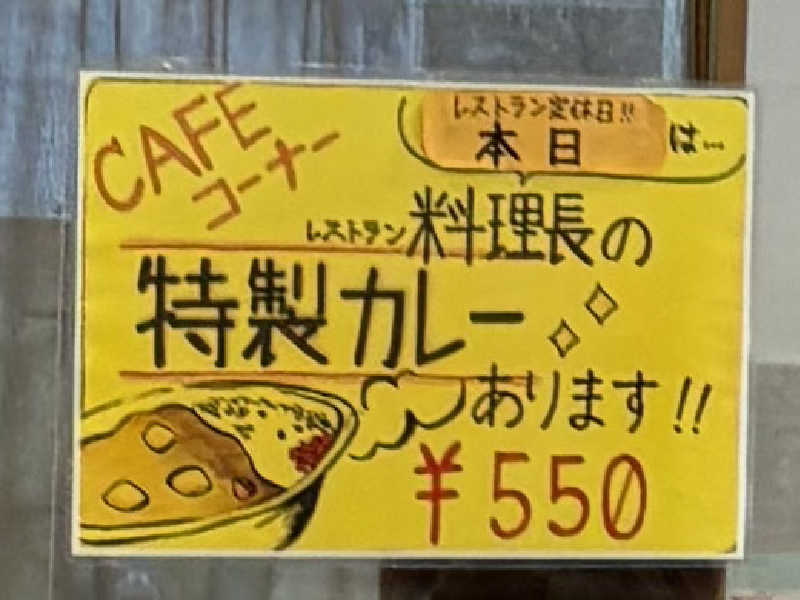 CAFE
コーナー
レストラン定休日!!
本日は…
レストラン料理長の
特製カレー
あります!!
¥550